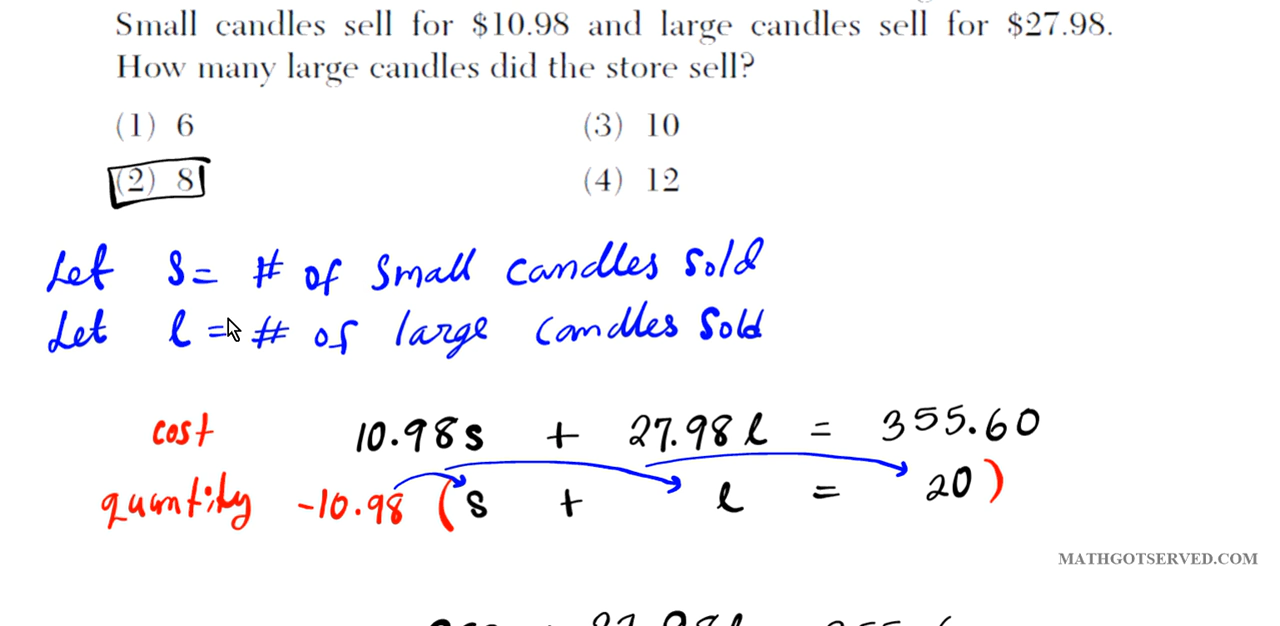 Small candles sell for $10.98 and large candles sell for $27.98.
How many large candles did the store sell?
(1) 6 (3) 10
(2) 8 (4) 12
Let S = # of small candles sold
Let l = # of large candles sold
cost 10.98s + 27.98l = 355.60
quantity -10.98 (s + l = 20)
MATHGOTSERVED.COM